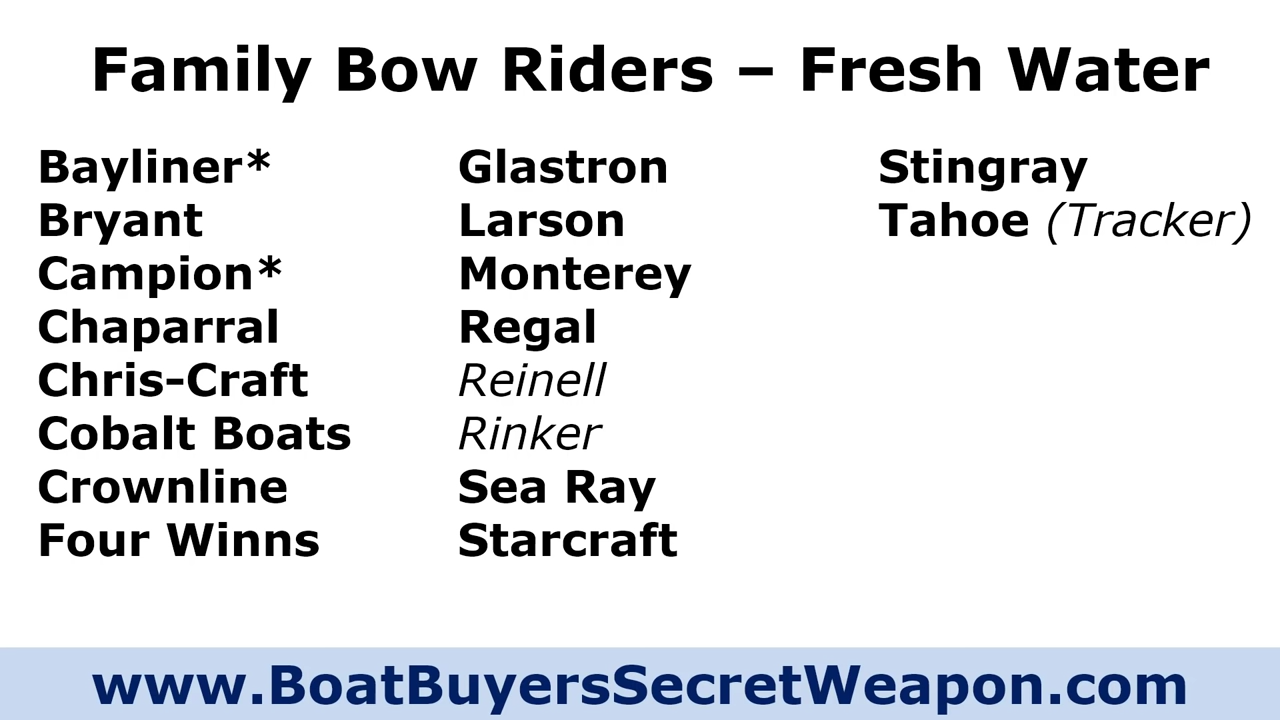 Family Bow Riders – Fresh Water
Bayliner*
Bryant
Campion*
Chaparral
Chris-Craft
Cobalt Boats
Crownline
Four Winns
Glastron
Larson
Monterey
Regal
Reinell
Rinker
Sea Ray
Starcraft
Stingray
Tahoe (Tracker)
www.BoatBuyersSecretWeapon.com